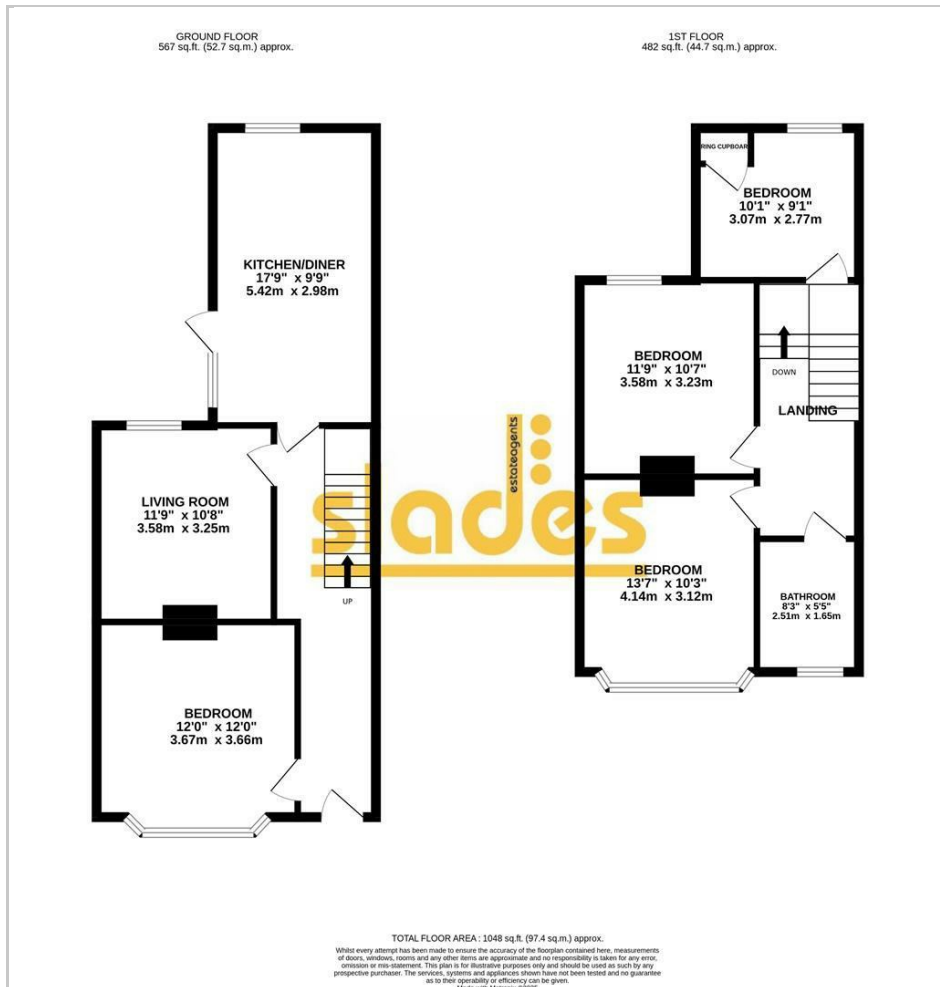 GROUND FLOOR
567 sq.ft. (52.7 sq.m.) approx.
1ST FLOOR
482 sq.ft. (44.7 sq.m.) approx.
KITCHEN/DINER
17'9" x 9'9"
5.42m x 2.98m
LIVING ROOM
11'9" x 10'8"
3.58m x 3.25m
UP
BEDROOM
12'0" x 12'0"
3.67m x 3.66m
RING CUPBOAR
BEDROOM
10'1" x 9'1"
3.07m x 2.77m
BEDROOM
11'9" x 10'7"
3.58m x 3.23m
DOWN
LANDING
BEDROOM
13'7" x 10'3"
4.14m x 3.12m
BATHROOM
8'3" x 5'5"
2.51m x 1.65m
slades
estateagents
TOTAL FLOOR AREA : 1048 sq.ft. (97.4 sq.m.) approx.
Whilst every attempt has been made to ensure the accuracy of the floorplan contained here, measurements
of doors, windows, rooms and any other items are approximate and no responsibility is taken for any error,
omission or mis-statement. This plan is for illustrative purposes only and should be used as such by any
prospective purchaser. The services, systems and appliances shown have not been tested and no guarantee
as to their operability or efficiency can be given.
Made with Metropix ©2025